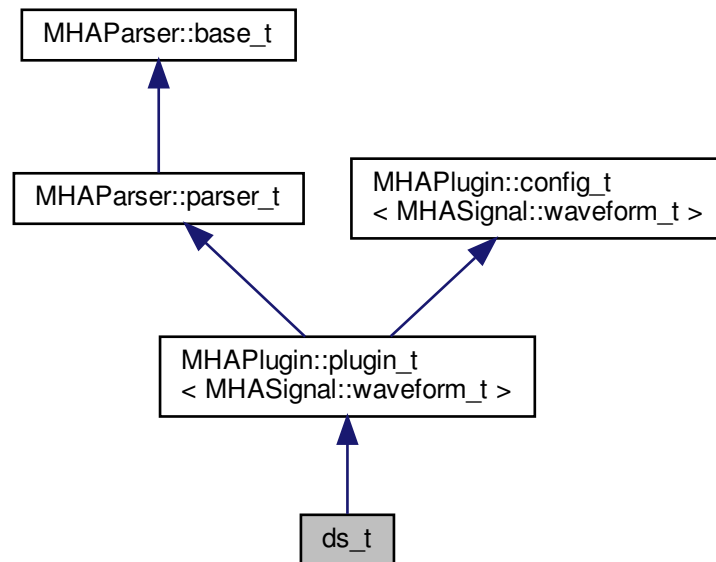 MHAParser::base_t
MHAParser::parser_t
MHAPlugin::config_t
< MHASignal::waveform_t >
MHAPlugin::plugin_t
< MHASignal::waveform_t >
ds_t